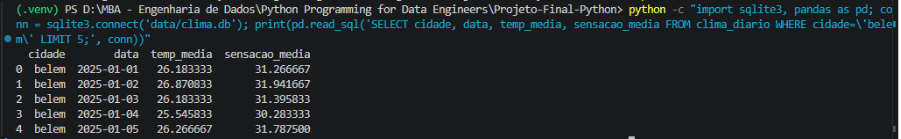 (.venv) PS D:\MBA - Engenharia de Dados\Python Programming for Data Engineers\Projeto-Final-Python> python -c "import sqlite3, pandas as pd; co
nn = sqlite3.connect('data/clima.db'); print(pd.read_sql('SELECT cidade, data, temp_media, sensacao_media FROM clima_diario WHERE cidade=\'bele
m\' LIMIT 5;', conn))"
cidade data temp_media sensacao_media
0 belem 2025-01-01 26.183333 31.266667
1 belem 2025-01-02 26.870833 31.941667
2 belem 2025-01-03 26.183333 31.395833
3 belem 2025-01-04 25.545833 30.283333
4 belem 2025-01-05 26.266667 31.787500